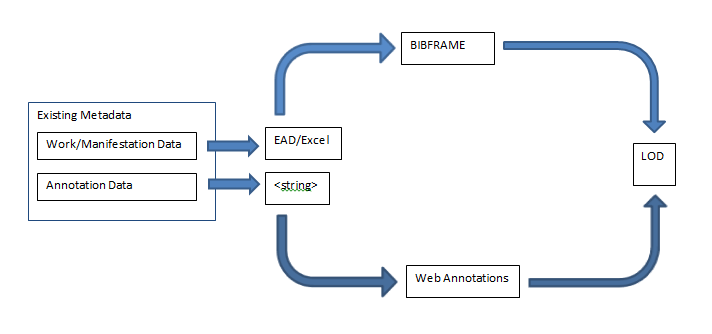 BIBFRAME
Existing Metadata
Work/Manifestation Data
EAD/Excel
LOD
Annotation Data
<string>
Web Annotations